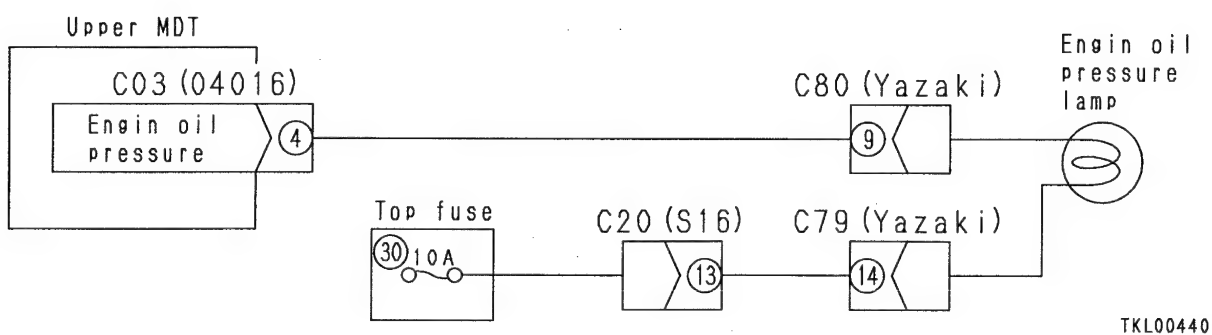 Upper MDT
C03 (04016)
Engin oil
pressure
4
C80 (Yazaki)
9
Engin oil
pressure
lamp
Top fuse
30
10A
C20 (S16)
13
C79 (Yazaki)
14
TKL00440